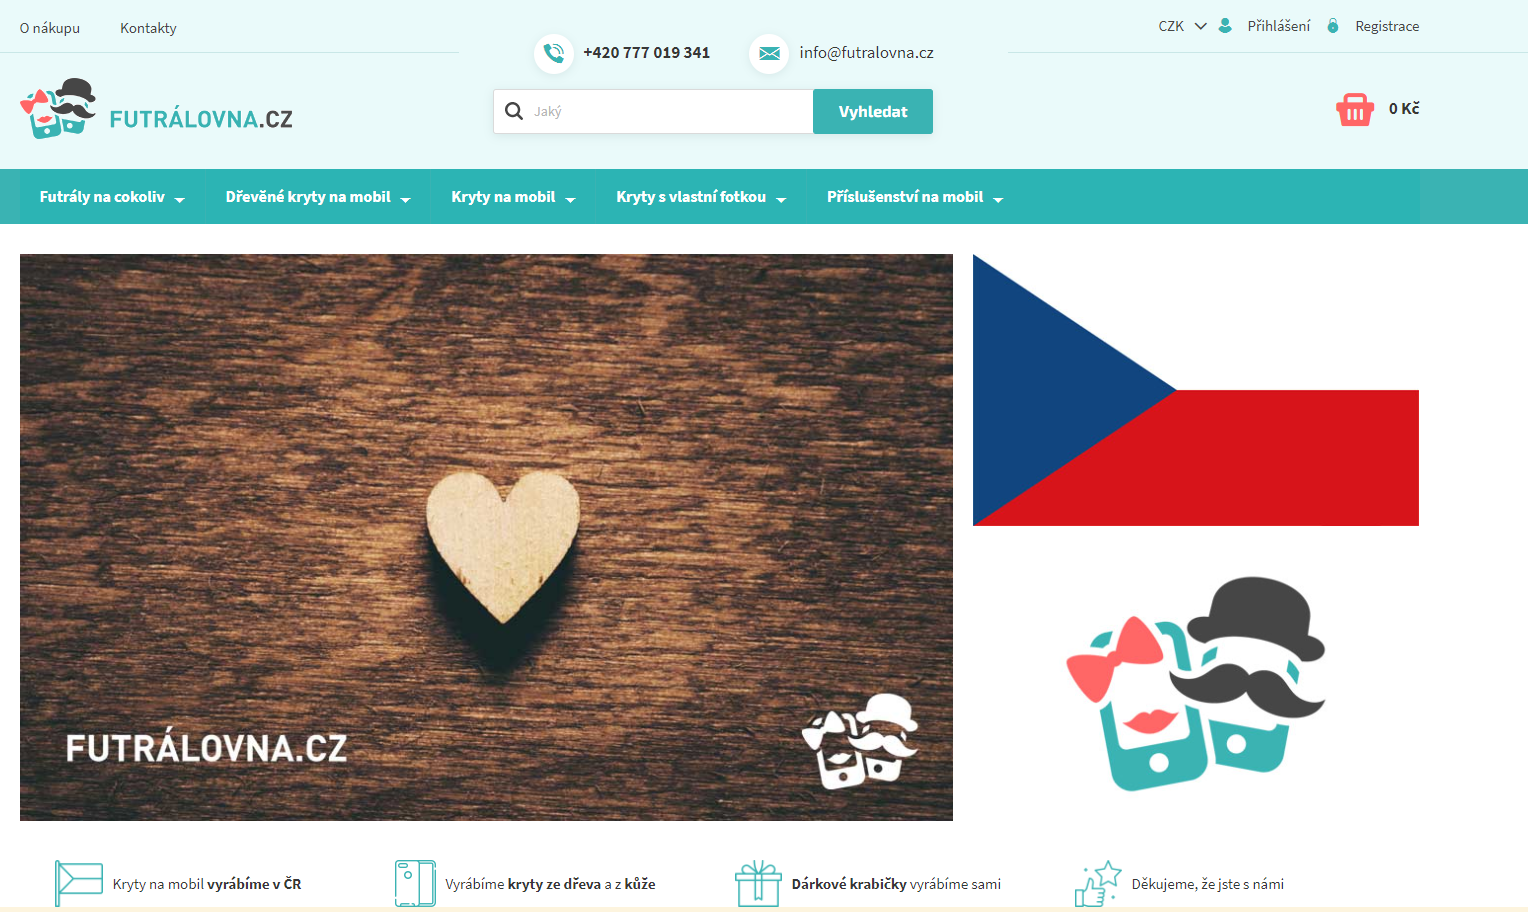 O nákupu
Kontakty
+420 777 019 341
info@futralovna.cz
CZK
Přihlášení
Registrace
FUTRÁLOVNA.CZ
Jaký
Vyhledat
0 Kč
Futrály na cokoliv
Dřevěné kryty na mobil
Kryty na mobil
Kryty s vlastní fotkou
Příslušenství na mobil
FUTRÁLOVNA.CZ
Kryty na mobil vyrábíme v ČR
Vyrábíme kryty ze dřeva a z kůže
Dárkové krabičky vyrábíme sami
Děkujeme, že jste s námi